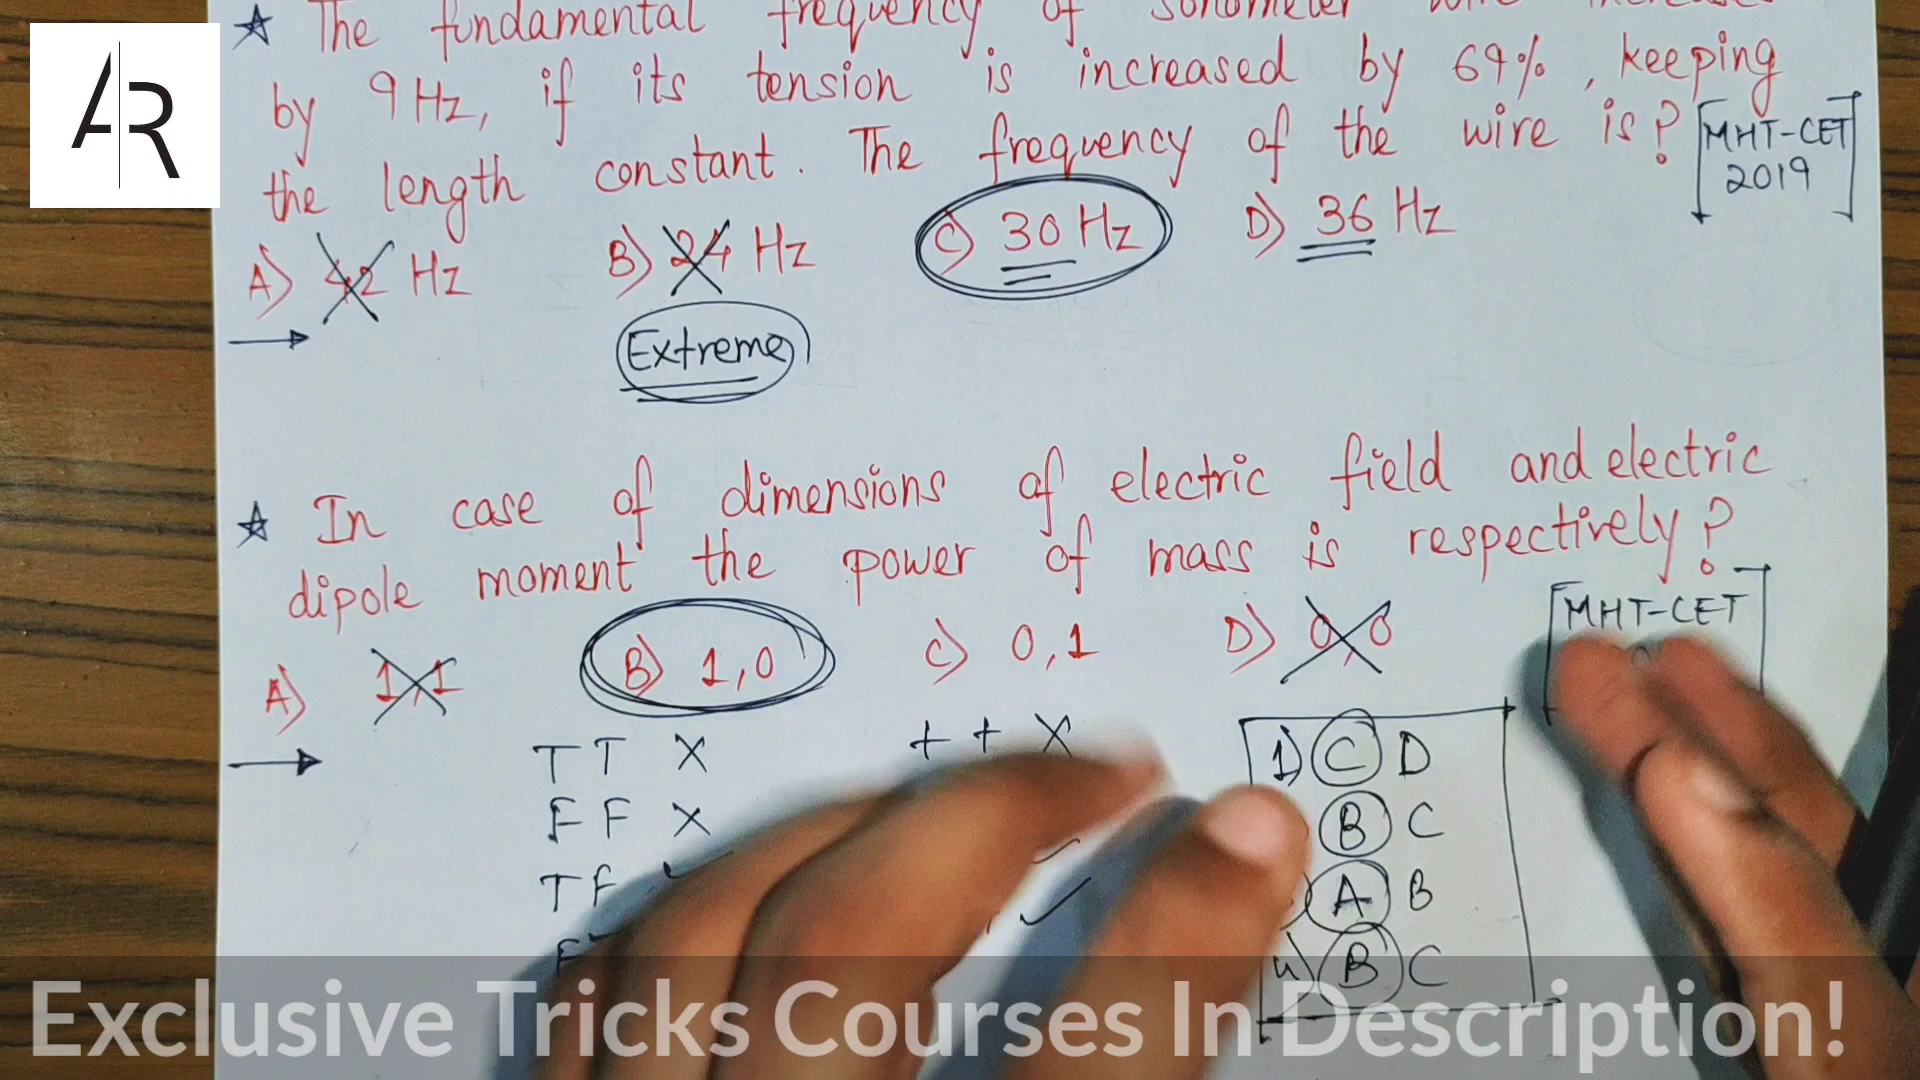 AR
☆ The fundamental frequency of sonometer wire increases
by 9 Hz, if its tension is increased by 69%, keeping
the length constant. The frequency of the wire is?
[MHT-CET
2019]
A) 42 Hz B) 24 Hz C) 30 Hz D) 36 Hz
→
Extreme
☆ In case of dimensions of electric field and electric
dipole moment the power of mass is respectively?
[MHT-CET
A) 1,1 B) 1,0 C) 0,1 D) 0,0
→
T T X
+ + X
1) C D
F F X
B C
T F ✓
✓
A B
F
4) B C
Exclusive Tricks Courses In Description!